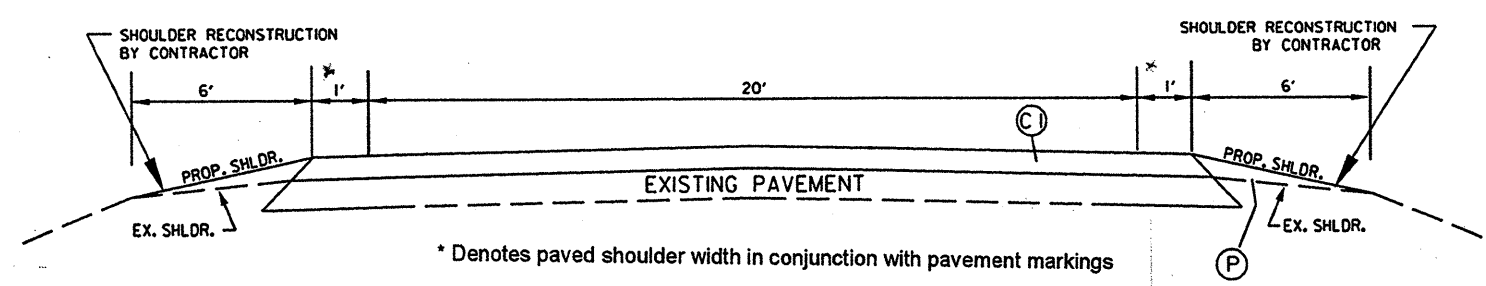 SHOULDER RECONSTRUCTION
BY CONTRACTOR
SHOULDER RECONSTRUCTION
BY CONTRACTOR
*
*
6'
1'
20'
1'
6'
C1
PROP. SHLDR.
PROP. SHLDR.
EXISTING PAVEMENT
EX. SHLDR.
EX. SHLDR.
* Denotes paved shoulder width in conjunction with pavement markings
P